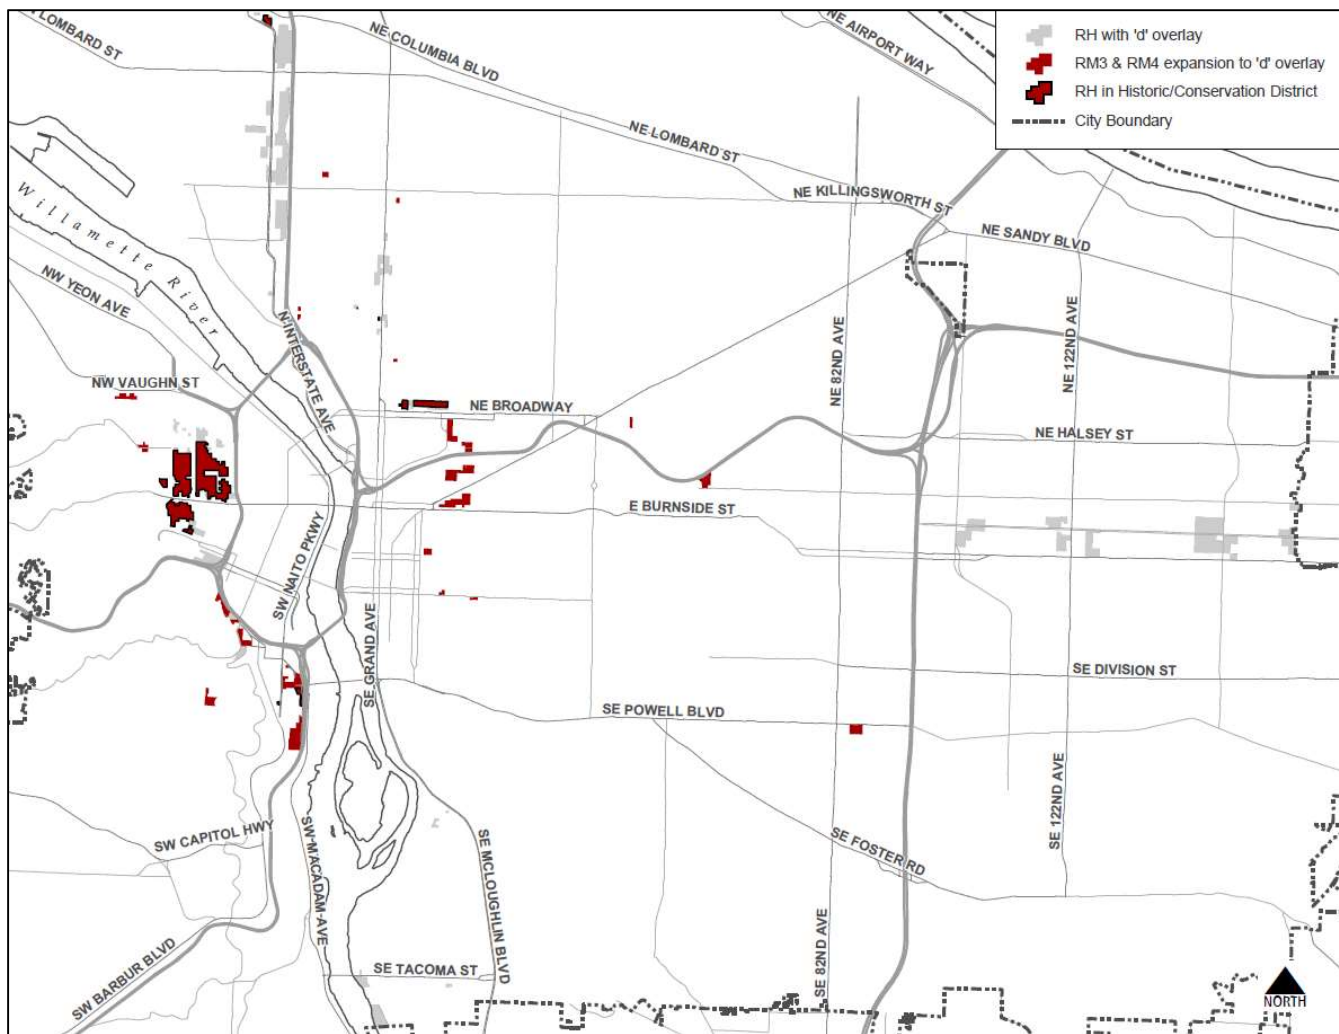 N LOMBARD ST
NE COLUMBIA BLVD
NE AIRPORT WAY
RH with 'd' overlay
RM3 & RM4 expansion to 'd' overlay
RH in Historic/Conservation District
City Boundary
NE LOMBARD ST
NE KILLINGSWORTH ST
NE SANDY BLVD
Willamette River
NW YEON AVE
N INTERSTATE AVE
NE 82ND AVE
NE 122ND AVE
NW VAUGHN ST
NE BROADWAY
NE HALSEY ST
E BURNSIDE ST
SW NAITO PKWY
SE GRAND AVE
SE DIVISION ST
SE POWELL BLVD
SE 122ND AVE
SW CAPITOL HWY
SW MACADAM AVE
SE MCLOUGHLIN BLVD
SE FOSTER RD
SE 82ND AVE
SW BARBUR BLVD
SE TACOMA ST
NORTH